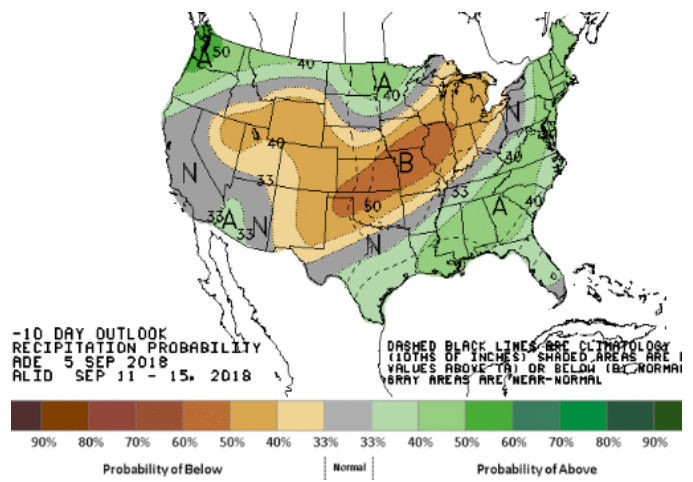 50
A
40
A
40
N
40
N
33
B
40
33
50
33
A
33
N
N
40
A
-10 DAY OUTLOOK
RECIPITATION PROBABILITY
ADE 5 SEP 2018
ALID SEP 11 - 15, 2018
DASHED BLACK LINES ARE CLIMATOLOGY
(10THS OF INCHES) SHADED AREAS ARE
VALUES ABOVE (A) OR BELOW (B) NORMA
GRAY AREAS ARE NEAR-NORMAL
90% 80% 70% 60% 50% 40% 33% 33% 40% 50% 60% 70% 80% 90%
Probability of Below Normal Probability of Above